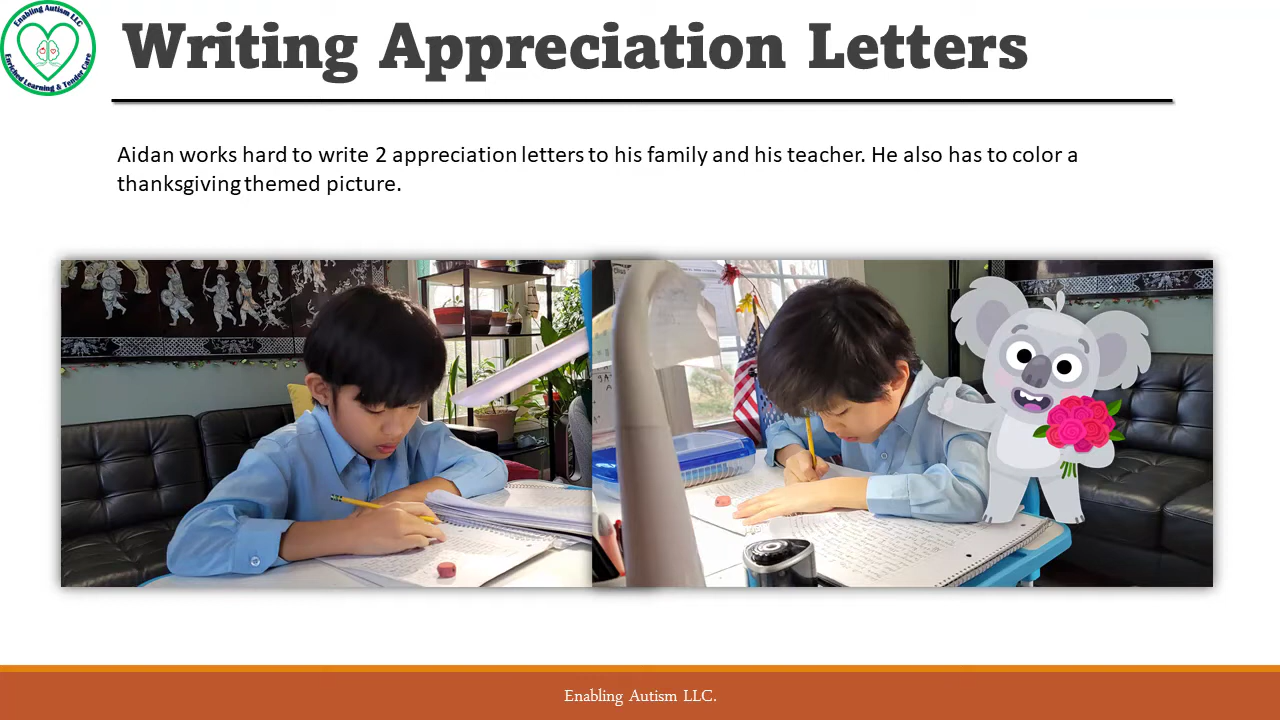 Enabling Autism LLC
Enriched Learning & Tender Care
Writing Appreciation Letters
Aidan works hard to write 2 appreciation letters to his family and his teacher. He also has to color a
thanksgiving themed picture.
Enabling Autism LLC.